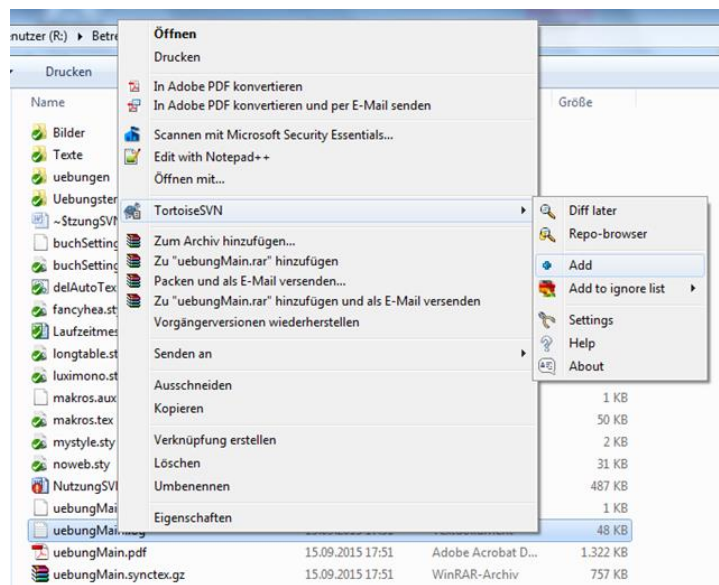 enutzer (R:) ▸ Betre
Drucken
Name
Größe
Bilder
Texte
uebungen
Uebungster
~$tzungSVI
buchSetting
buchSetting
delAutoTex
fancyhea.st
Laufzeitmes
longtable.st
luximono.st
makros.aux
1 KB
makros.tex
50 KB
mystyle.sty
2 KB
noweb.sty
31 KB
NutzungSVI
487 KB
uebungMai
1 KB
48 KB
uebungMain.pdf 15.09.2015 17:51 Adobe Acrobat D... 1.322 KB
uebungMain.synctex.gz 15.09.2015 17:51 WinRAR-Archiv 757 KB
Öffnen
Drucken
In Adobe PDF konvertieren
In Adobe PDF konvertieren und per E-Mail senden
Scannen mit Microsoft Security Essentials...
Edit with Notepad++
Öffnen mit...
TortoiseSVN
Zum Archiv hinzufügen...
Zu "uebungMain.rar" hinzufügen
Packen und als E-Mail versenden...
Zu "uebungMain.rar" hinzufügen und als E-Mail versenden
Vorgängerversionen wiederherstellen
Senden an
Ausschneiden
Kopieren
Verknüpfung erstellen
Löschen
Umbenennen
Eigenschaften
Diff later
Repo-browser
Add
Add to ignore list
Settings
Help
About